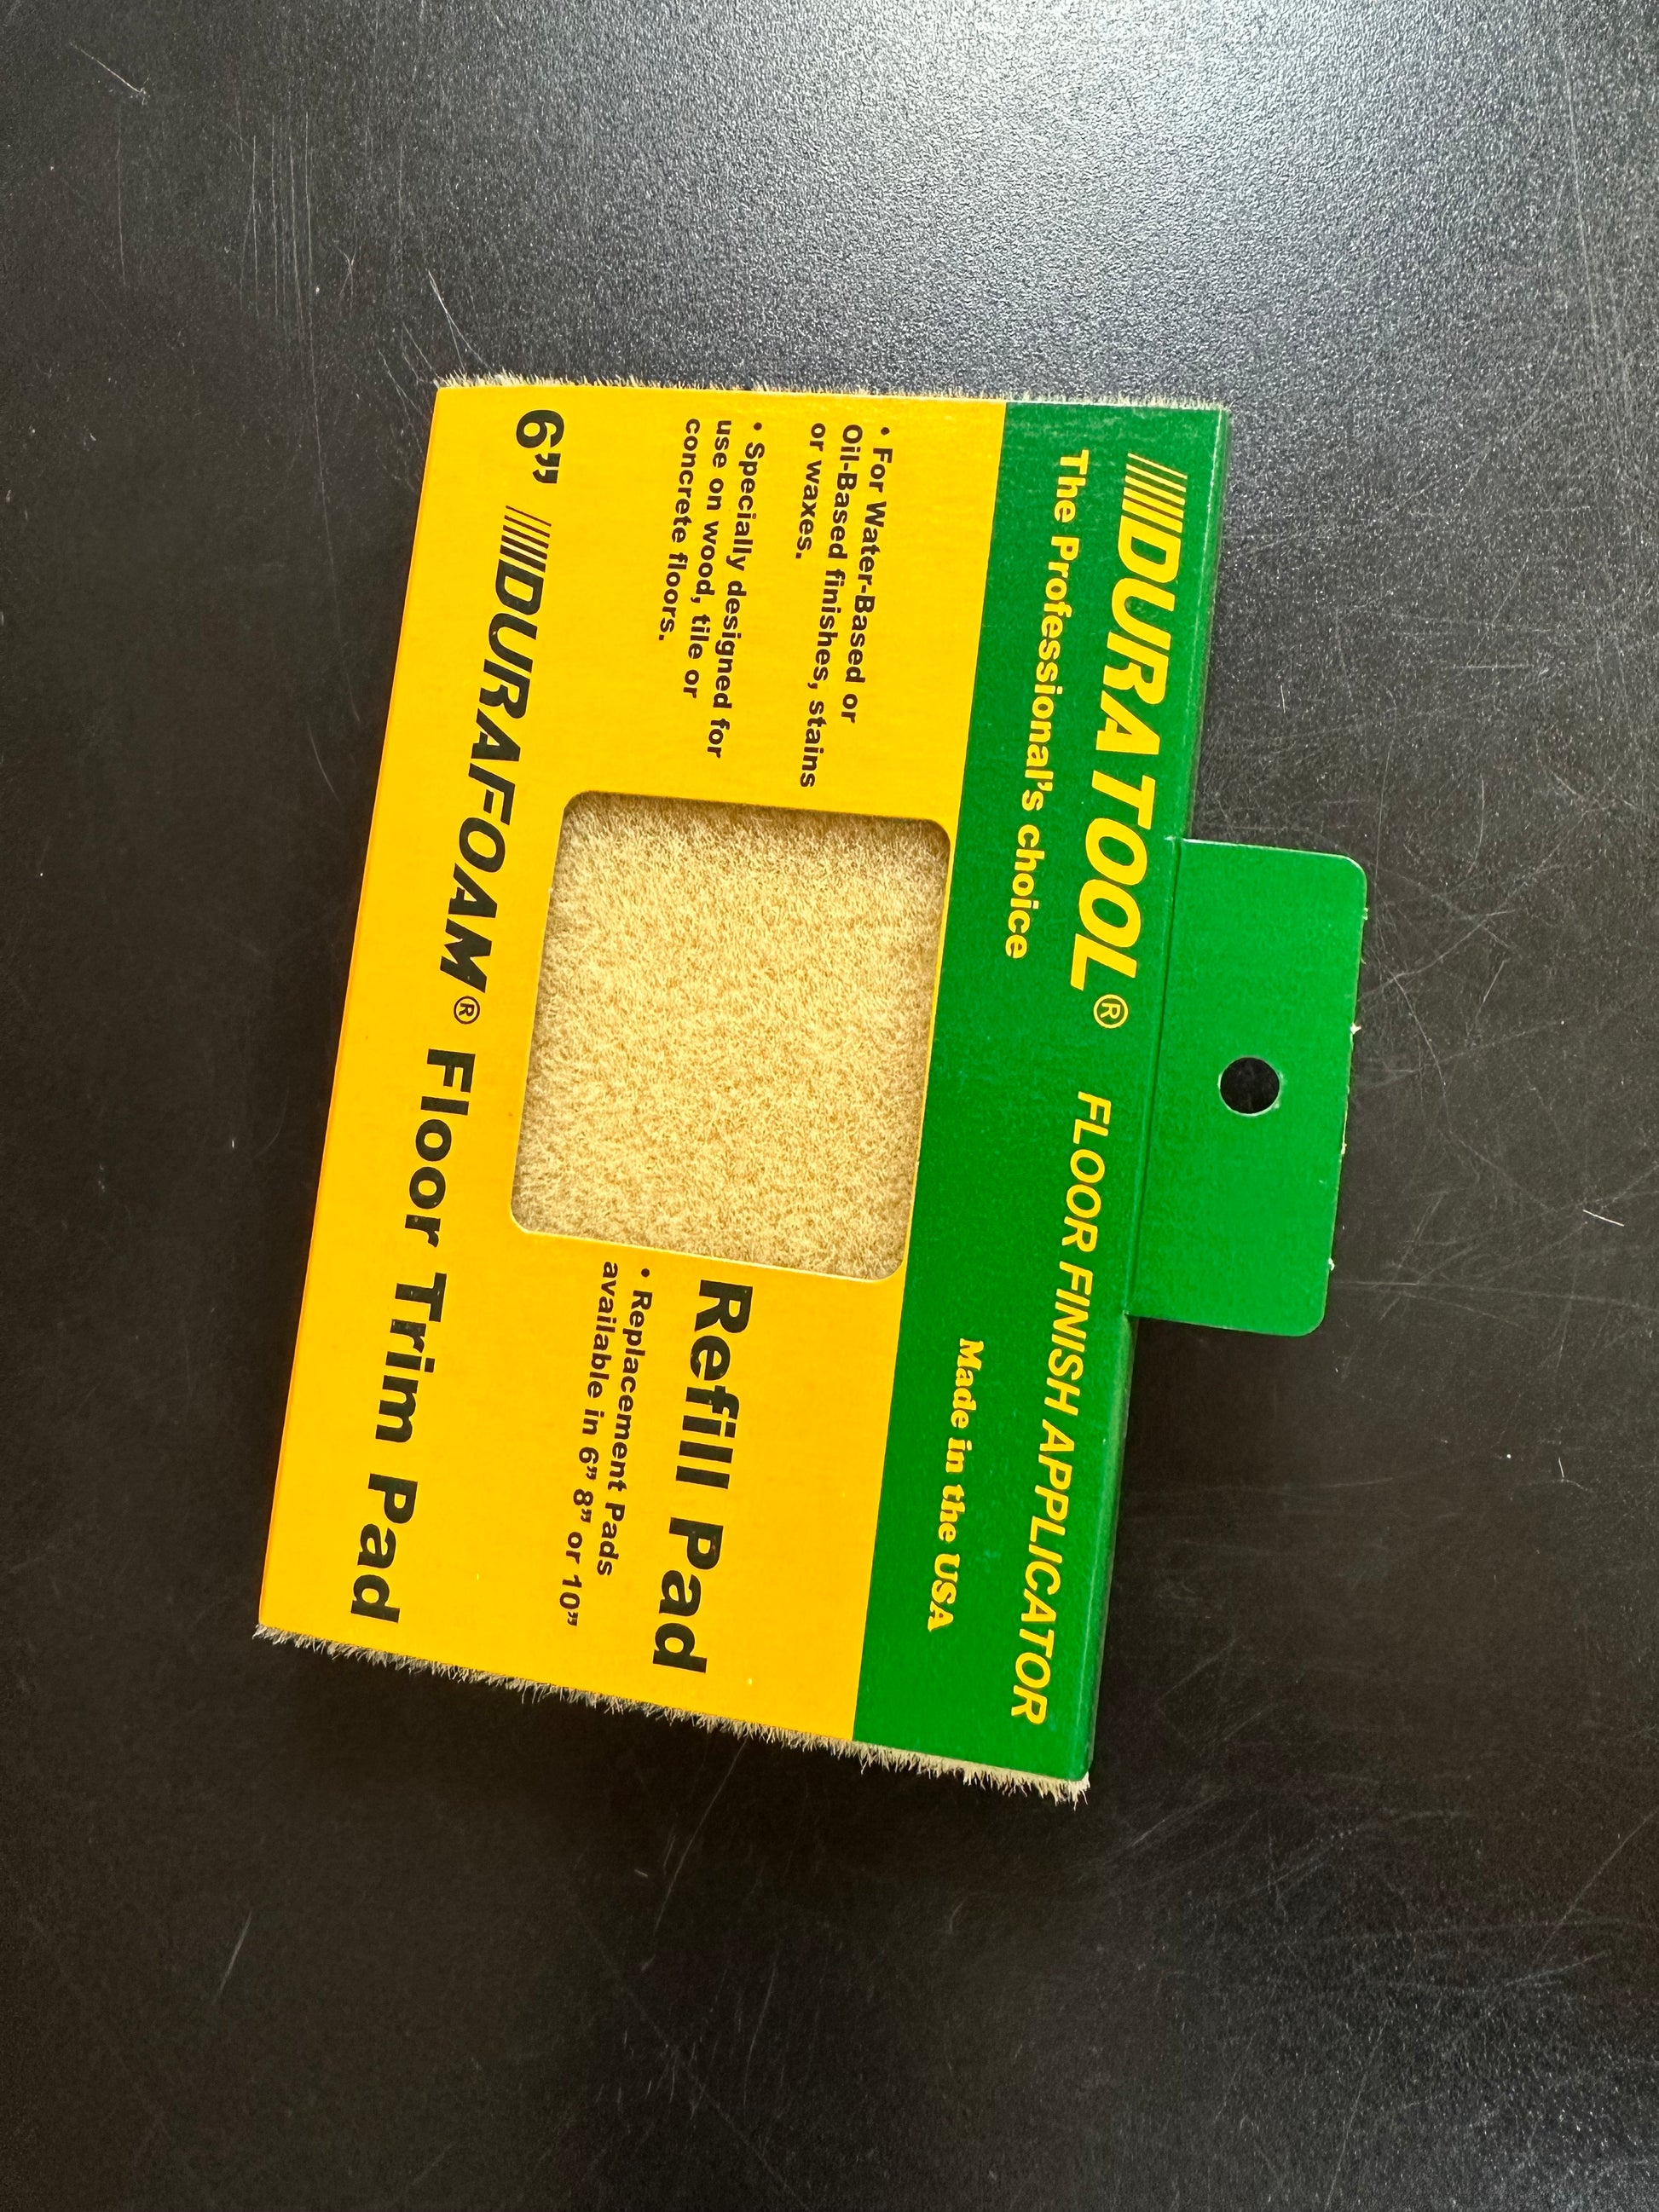 DURATOOL® FLOOR FINISH APPLICATOR
The Professional's choice
Made in the USA
• For Water-Based or
Oil-Based finishes, stains
or waxes.
• Specially designed for
use on wood, tile or
concrete floors.
Refill Pad
• Replacement Pads
available in 6” 8” or 10”
6” DURAFOAM® Floor Trim Pad